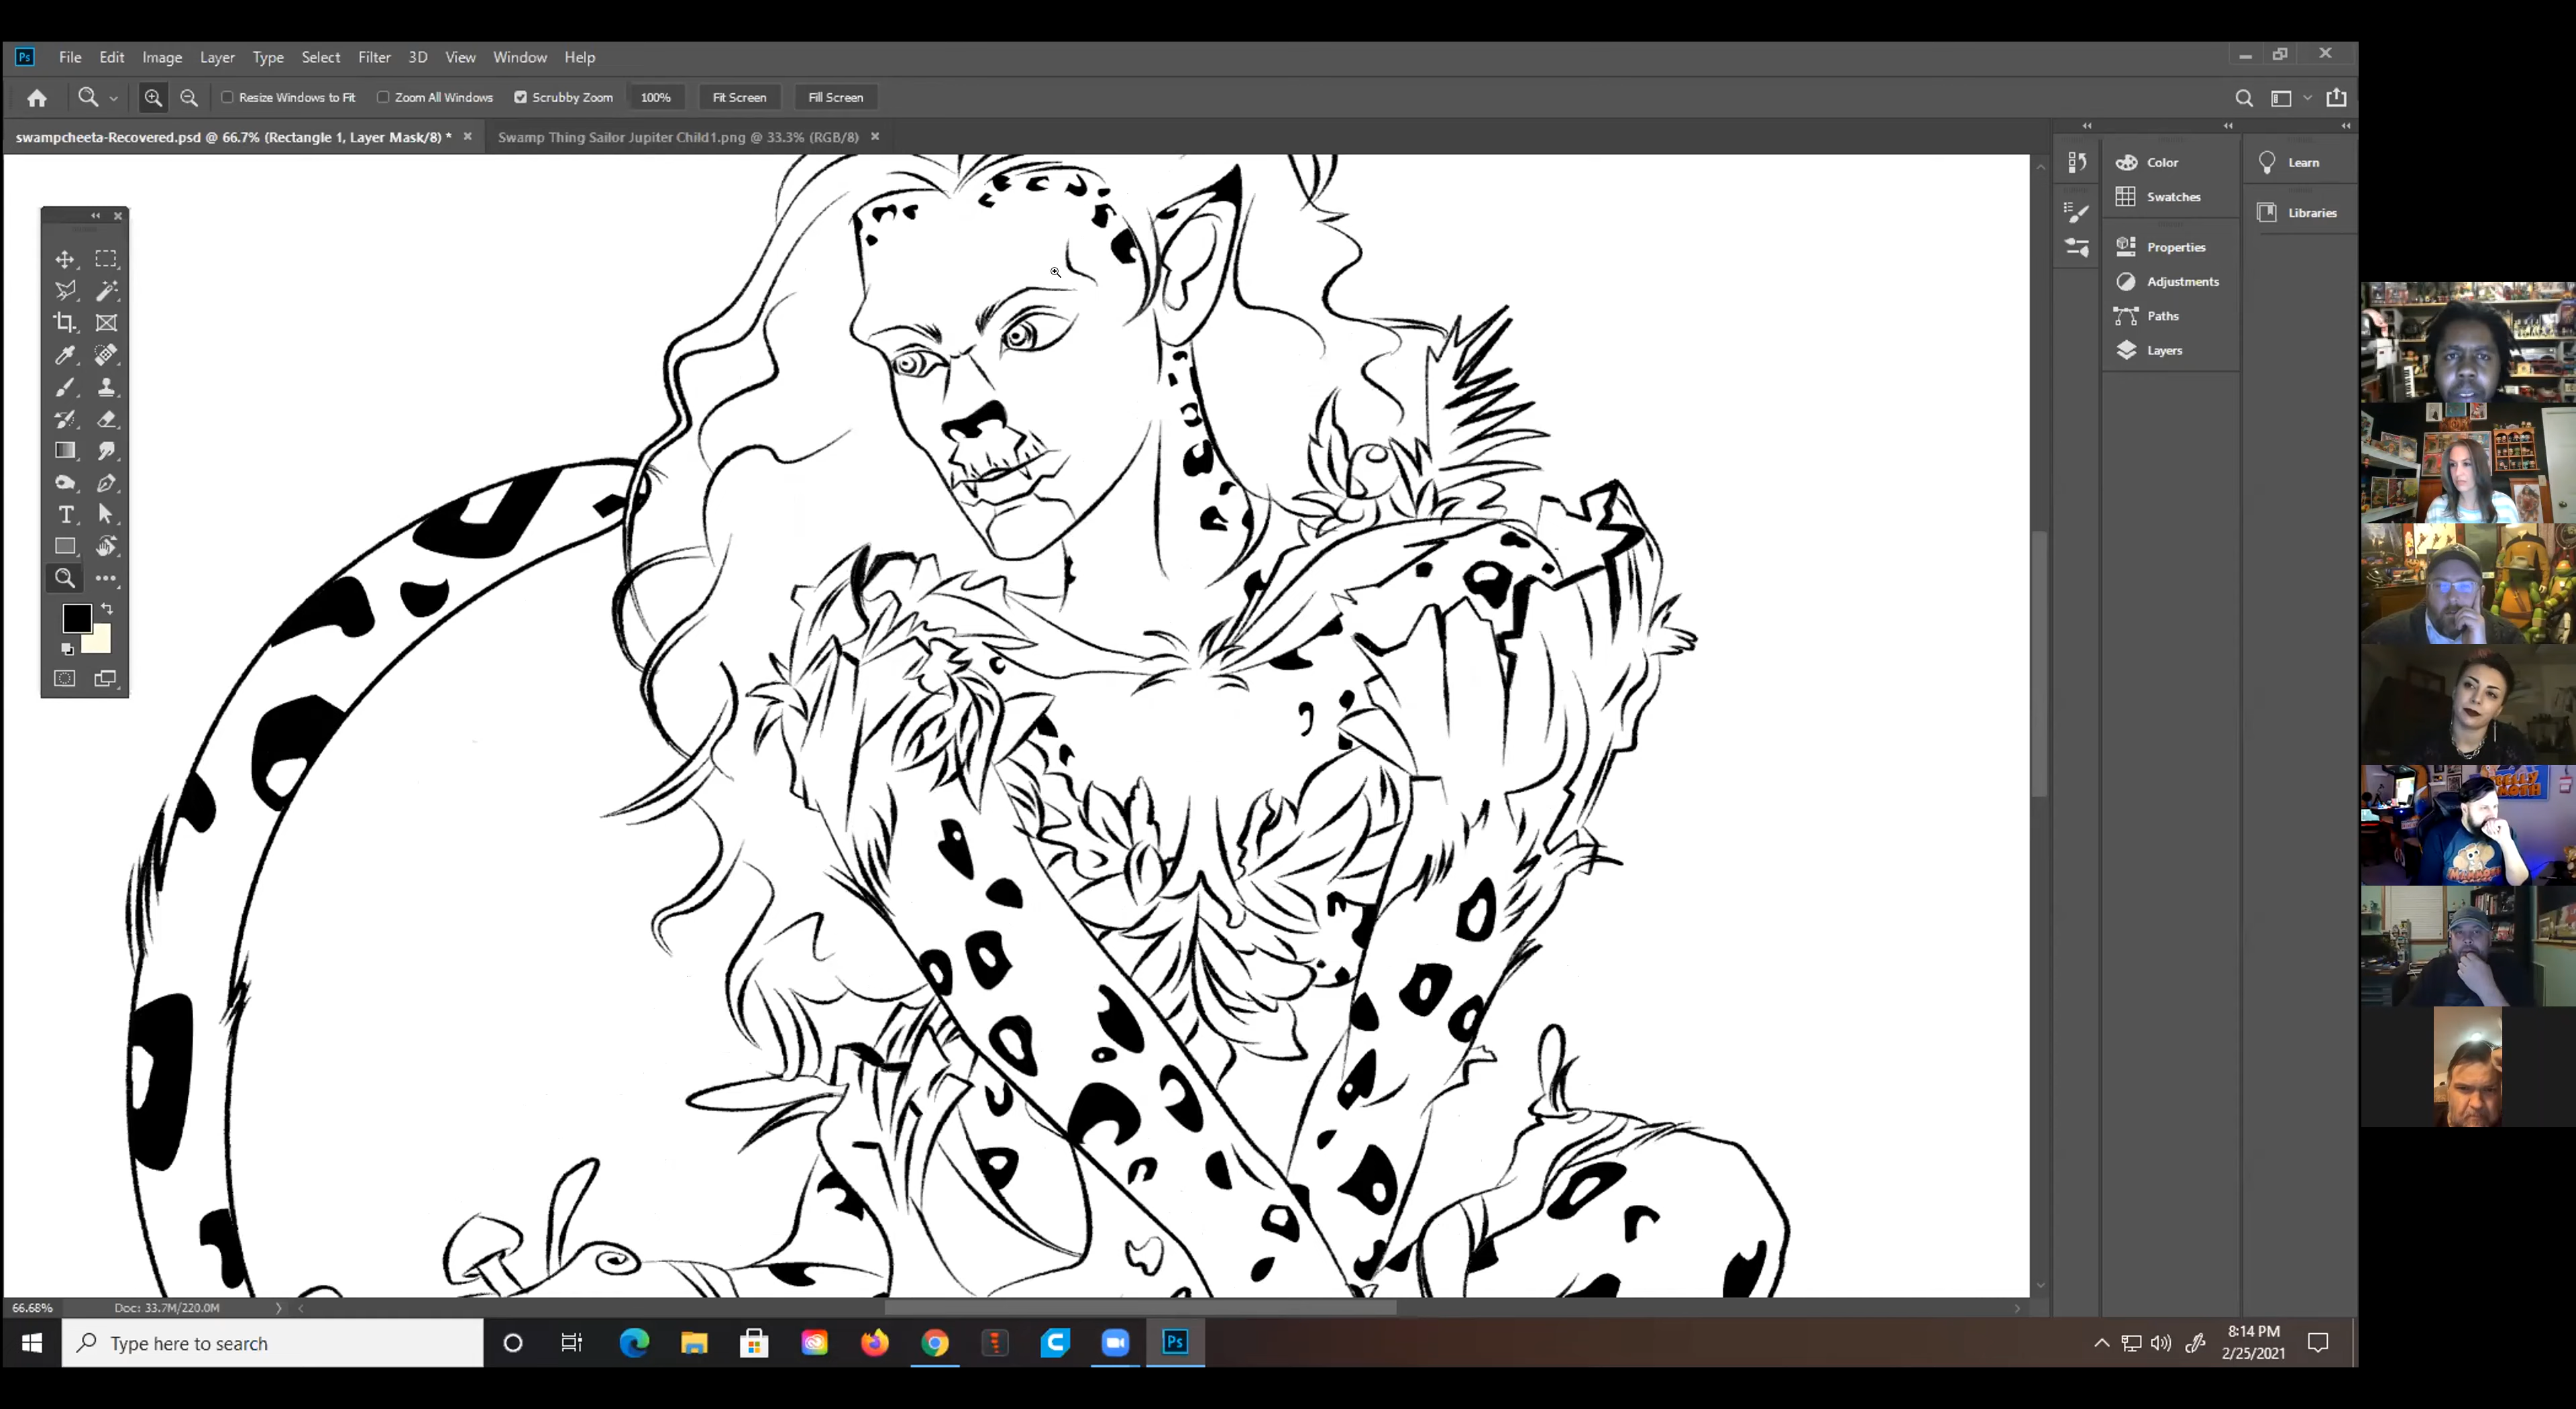 Ps File Edit Image Layer Type Select Filter 3D View Window Help
Resize Windows to Fit Zoom All Windows Scrubby Zoom 100% Fit Screen Fill Screen
swampcheeta-Recovered.psd @ 66.7% (Rectangle 1, Layer Mask/8) * Swamp Thing Sailor Jupiter Child1.png @ 33.3% (RGB/8)
Color
Swatches
Properties
Adjustments
Paths
Layers
Learn
Libraries
T
66.68% Doc: 33.7M/220.0M
Type here to search
Ps
8:14 PM
2/25/2021